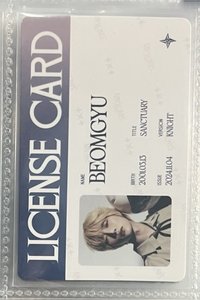 LICENSE CARD
NAME
BEOMGYU
BIRTH
2001.03.13
TITLE
SANCTUARY
ISSUE
2024.11.04
VERSION
KNIGHT